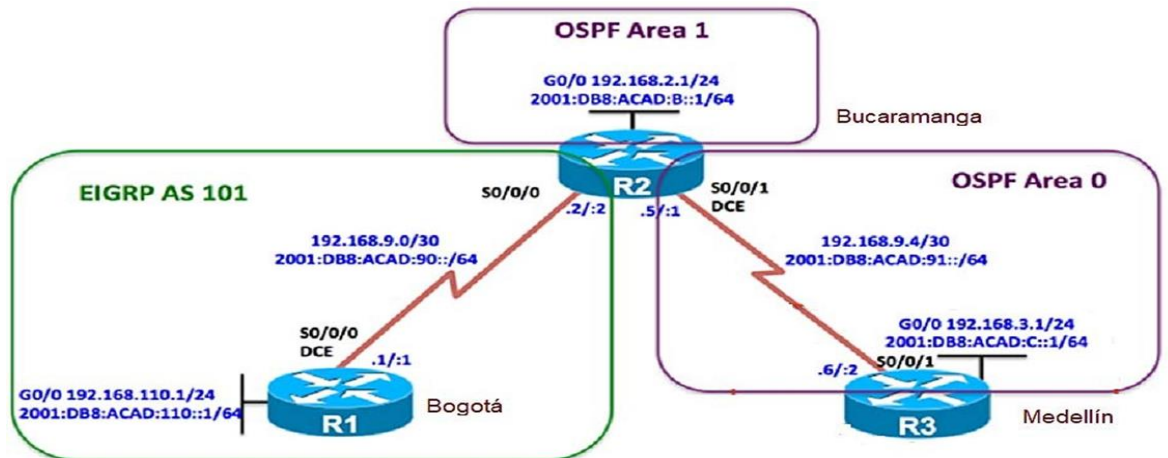 OSPF Area 1
G0/0 192.168.2.1/24
2001:DB8:ACAD:B::1/64
Bucaramanga
EIGRP AS 101
S0/0/0
R2
S0/0/1
DCE
OSPF Area 0
.2/:2
.5/:1
192.168.9.0/30
2001:DB8:ACAD:90::/64
192.168.9.4/30
2001:DB8:ACAD:91::/64
S0/0/0
DCE
.1/:1
G0/0 192.168.3.1/24
2001:DB8:ACAD:C::1/64
.6/:2
S0/0/1
G0/0 192.168.110.1/24
2001:DB8:ACAD:110::1/64
R1
Bogotá
R3
Medellín